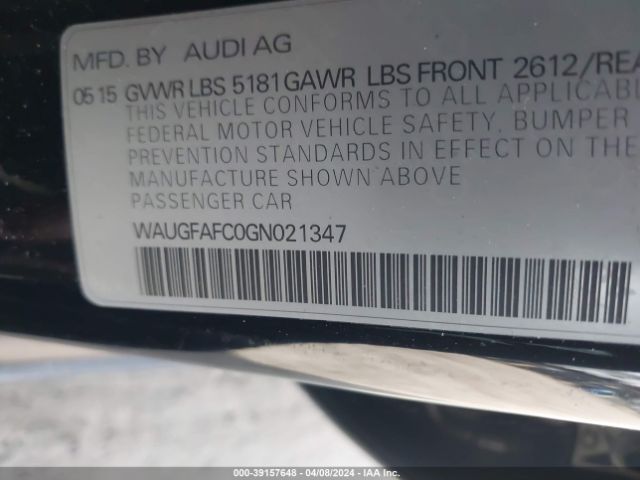 MFD. BY AUDI AG
05 15 GVWR LBS 5181 GAWR LBS FRONT 2612/REA
THIS VEHICLE CONFORMS TO ALL APPLICABL
FEDERAL MOTOR VEHICLE SAFETY, BUMPER
PREVENTION STANDARDS IN EFFECT ON THE
MANUFACTURE SHOWN ABOVE
PASSENGER CAR
WAUGFAFC0GN021347
000-39157648 - 04/08/2024 - IAA Inc.